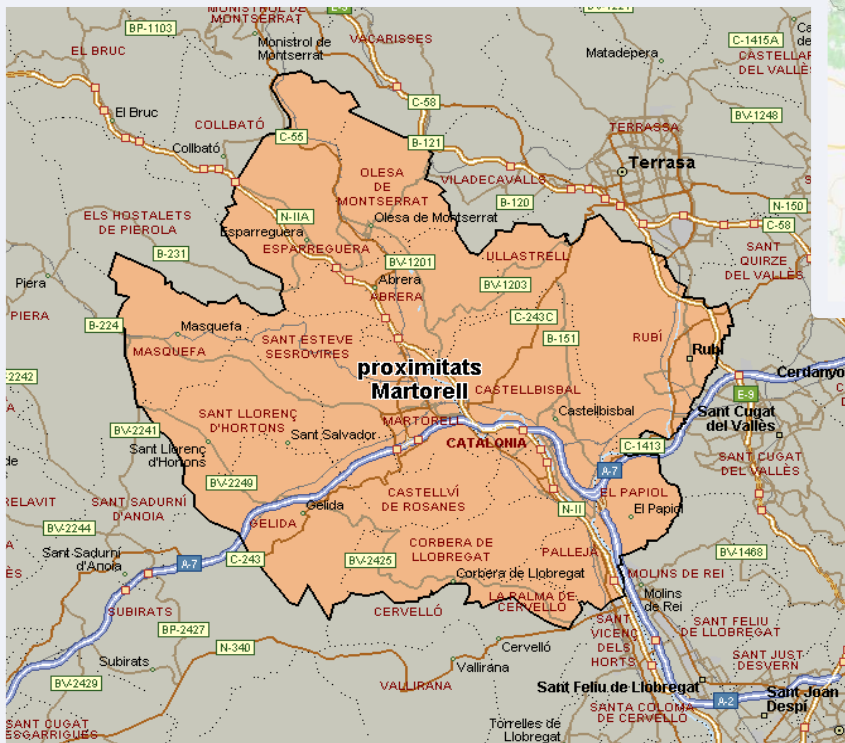 MONISTROL DE
MONTSERRAT
E-9
BV-1221
BP-1103
Monistrol de
Montserrat
VACARISSES
EL BRUC
Matadepera
C-1415A
CASTELLAR
DEL VALLÈS
El Bruc
C-58
COLLBATÓ
C-55
BV-1248
TERRASSA
Collbató
B-121
OLESA
DE
MONTSERRAT
VILADECAVALLS
Terrasa
B-120
N-150
ELS HOSTALETS
DE PIEROLA
N-IIA
Olesa de Montserrat
C-58
Esparreguera
ESPARREGUERA
B-231
BV-1201
ULLASTRELL
SANT
QUIRZE
DEL VALLÈS
Piera
Abrera
ABRERA
BV-1203
PIERA
B-224
Masquefa
MASQUEFA
SANT ESTEVE
SESROVIRES
C-243C
B-151
RUBÍ
Rubí
proximitats
Martorell
Cerdanyo
2242
CASTELLBISBAL
E-9
SANT LLORENÇ
D'HORTONS
MARTORELL
Castellbisbal
Sant Cugat
del Vallès
BV-2241
Sant Salvador
CATALONIA
C-1413
Sant Llorenç
d'Hortons
SANT CUGAT
DEL VALLÈS
A-7
BV-2249
CASTELLVÍ
DE ROSANES
EL PAPIOL
El Papiol
RELAVIT
SANT SADURNÍ
D'ANOIA
GELIDA
Gelida
N-II
BV-2244
CORBERA DE
LLOBREGAT
PALLEJÀ
Sant Sadurní
d'Anoia
A-7
C-243
BV-2425
BV-1468
Corbera de Llobregat
MOLINS DE REI
Molins
de Rei
LA PALMA DE
CERVELLÓ
SUBIRATS
CERVELLÓ
BP-2427
SANT
VICENÇ
DELS
HORTS
SANT FELIU
DE LLOBREGAT
N-340
Cervelló
SANT JUST
DESVERN
Subirats
Vallirana
BV-2429
VALLIRANA
Sant Feliu de Llobregat
Sant Joan
Despí
A-2
SANTA COLOMA
DE CERVELLÓ
SANT CUGAT
SESGARRIGUES
Torrelles de
Llobregat